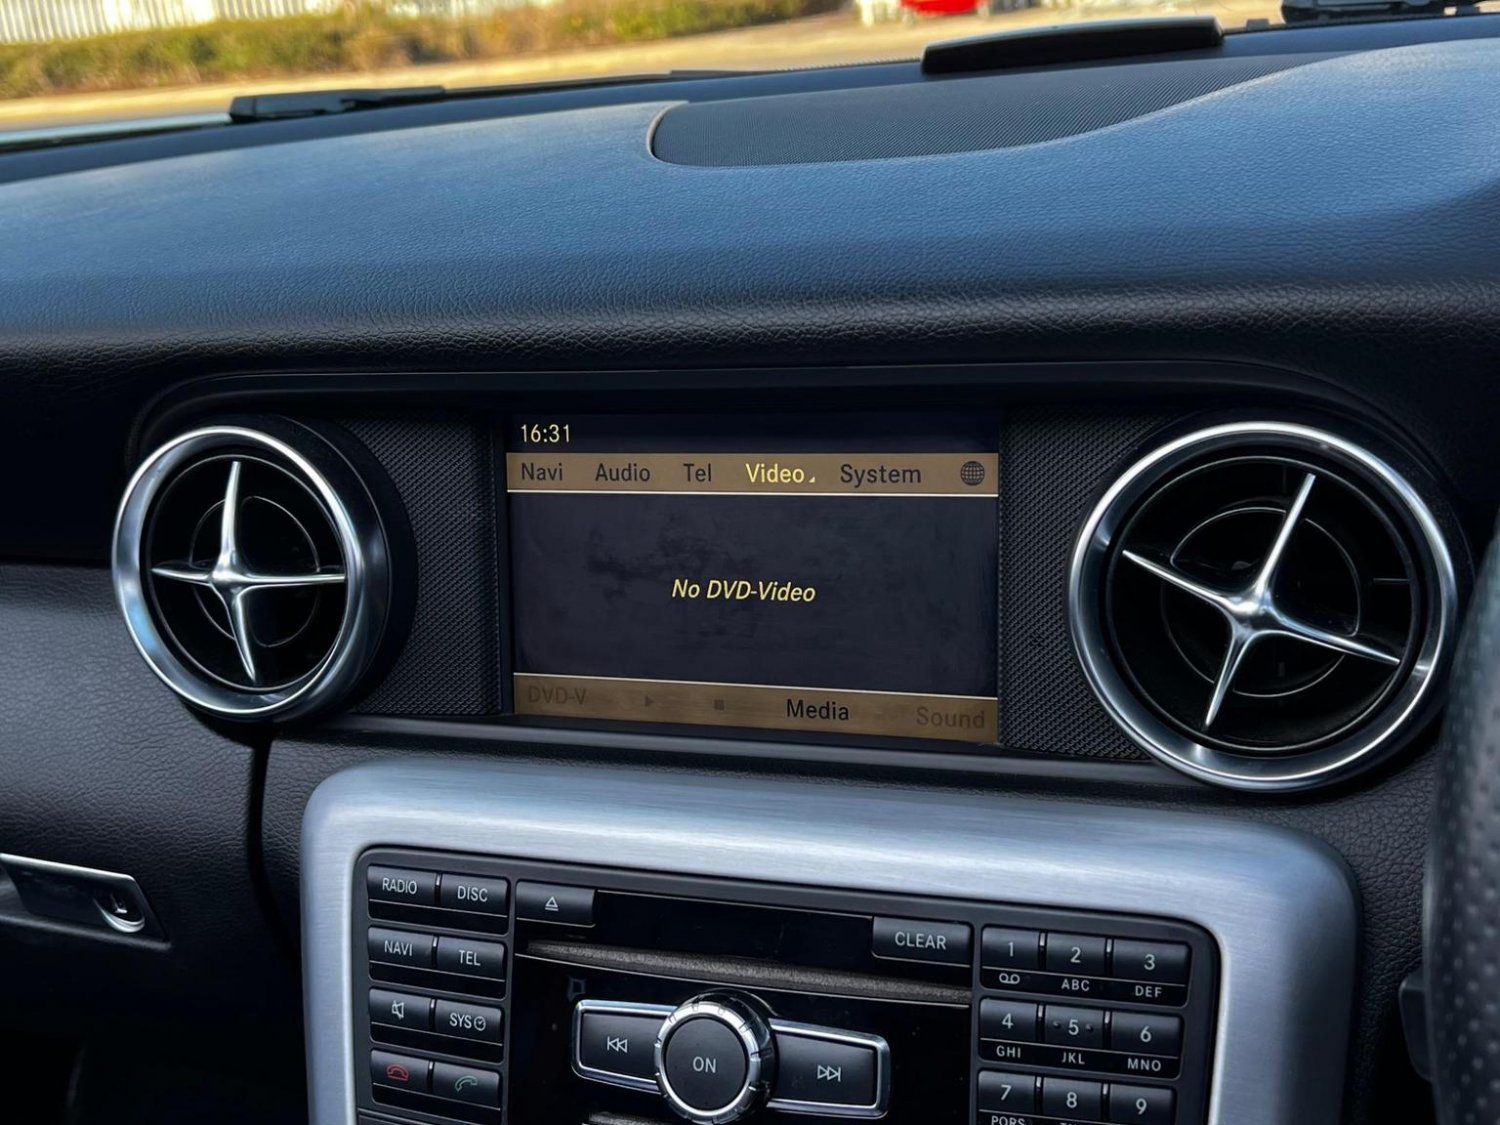 16:31
Navi Audio Tel Video System
No DVD-Video
DVD-V Media Sound
RADIO DISC
CLEAR
NAVI TEL
SYS
ON
1 2 3
ABC DEF
4 5 6
GHI JKL MNO
7 8 9